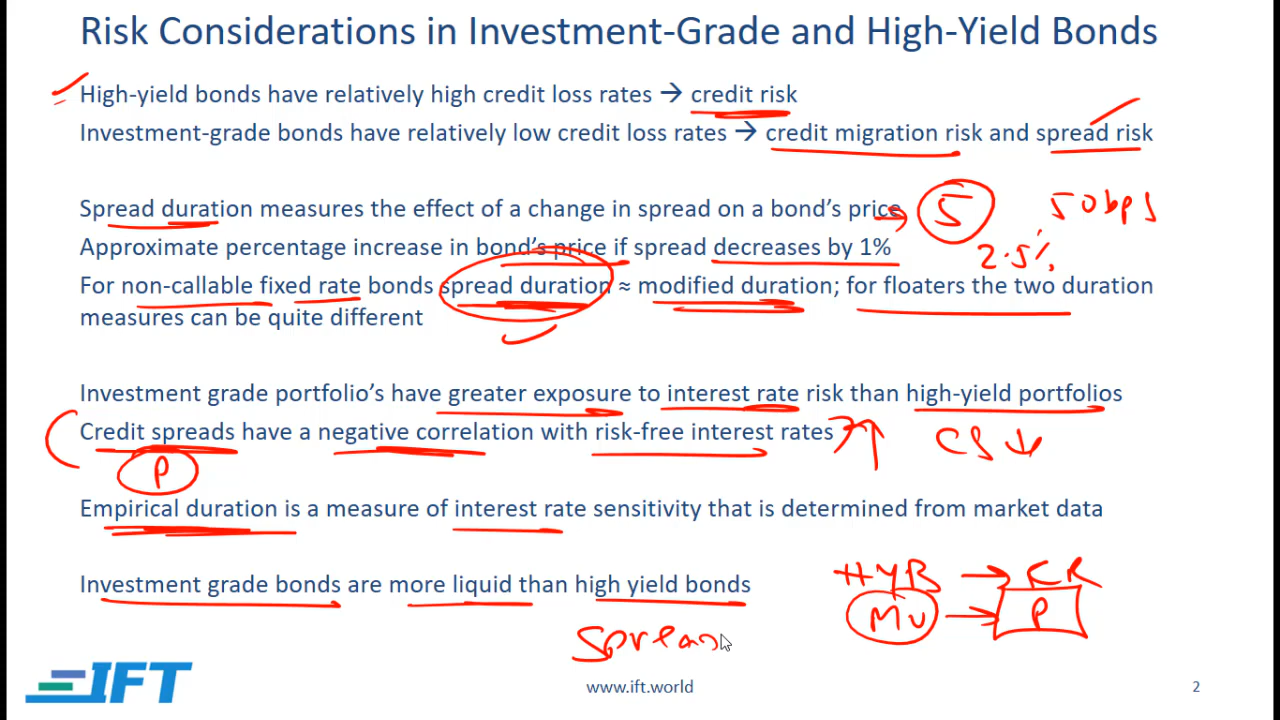 Risk Considerations in Investment-Grade and High-Yield Bonds
High-yield bonds have relatively high credit loss rates → credit risk
Investment-grade bonds have relatively low credit loss rates → credit migration risk and spread risk
Spread duration measures the effect of a change in spread on a bond's price
5
50bps
Approximate percentage increase in bond's price if spread decreases by 1%
2.5%
For non-callable fixed rate bonds spread duration ≈ modified duration; for floaters the two duration
measures can be quite different
Investment grade portfolio's have greater exposure to interest rate risk than high-yield portfolios
Credit spreads have a negative correlation with risk-free interest rates
CS ↓
P
Empirical duration is a measure of interest rate sensitivity that is determined from market data
Investment grade bonds are more liquid than high yield bonds
HYB → CR
MV → P
Sprea
IFT
www.ift.world
2